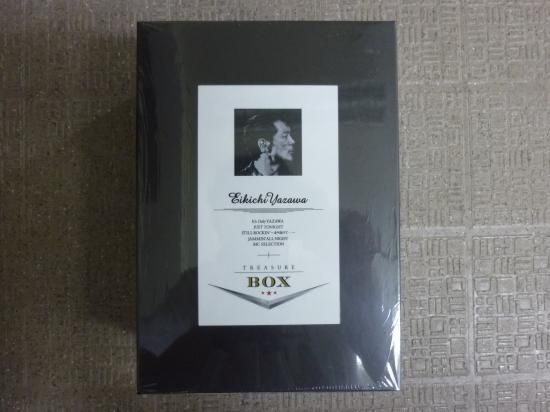 Eikichi Yazawa
It's Only YAZAWA
JUST TONIGHT
STILL ROCKIN'
JAMMIN' ALL NIGHT
MC SELECTION
TREASURE
BOX